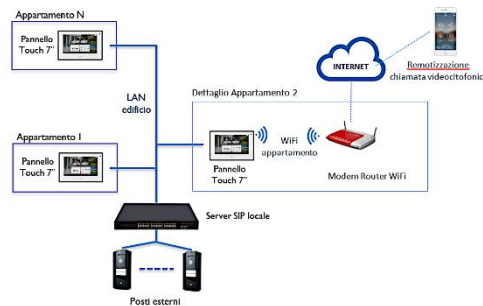 Appartamento N
Pannello
Touch 7"
LAN
edificio
Appartamento 1
Pannello
Touch 7"
Dettaglio Appartamento 2
Pannello
Touch 7"
WiFi
appartamento
Modem Router WiFi
INTERNET
Remotizzazione
chiamata videocitofonic
Server SIP locale
Posti esterni